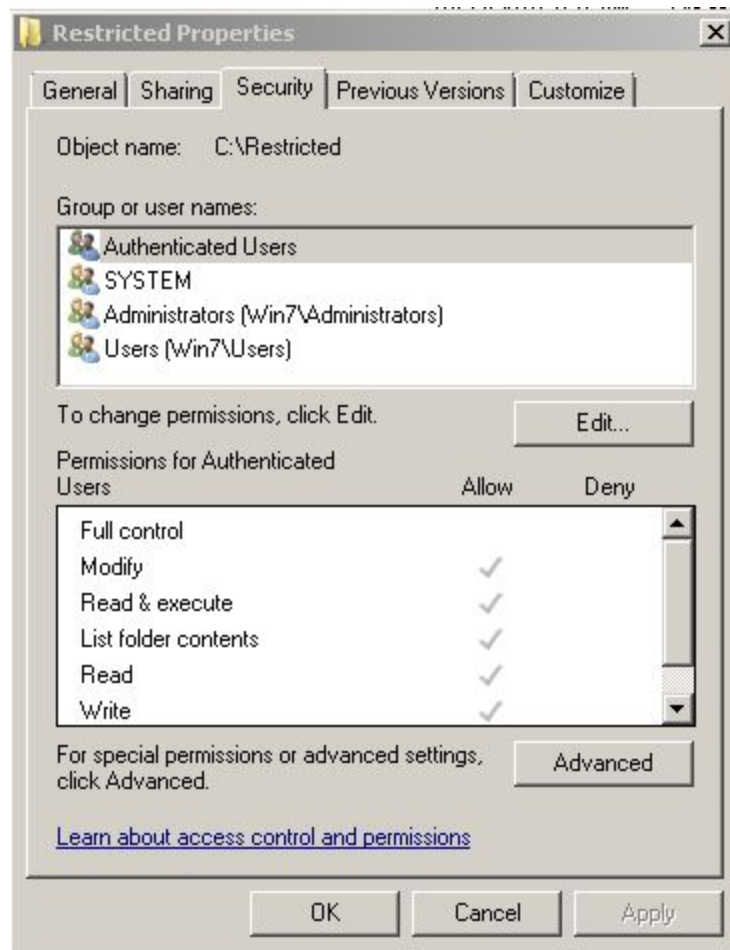 Restricted Properties
General Sharing Security Previous Versions Customize
Object name: C:\Restricted
Group or user names:
Authenticated Users
SYSTEM
Administrators (Win7\Administrators)
Users (Win7\Users)
To change permissions, click Edit.
Edit...
Permissions for Authenticated
Users Allow Deny
Full control
Modify
Read & execute
List folder contents
Read
Write
For special permissions or advanced settings,
click Advanced.
Advanced
Learn about access control and permissions
OK Cancel Apply